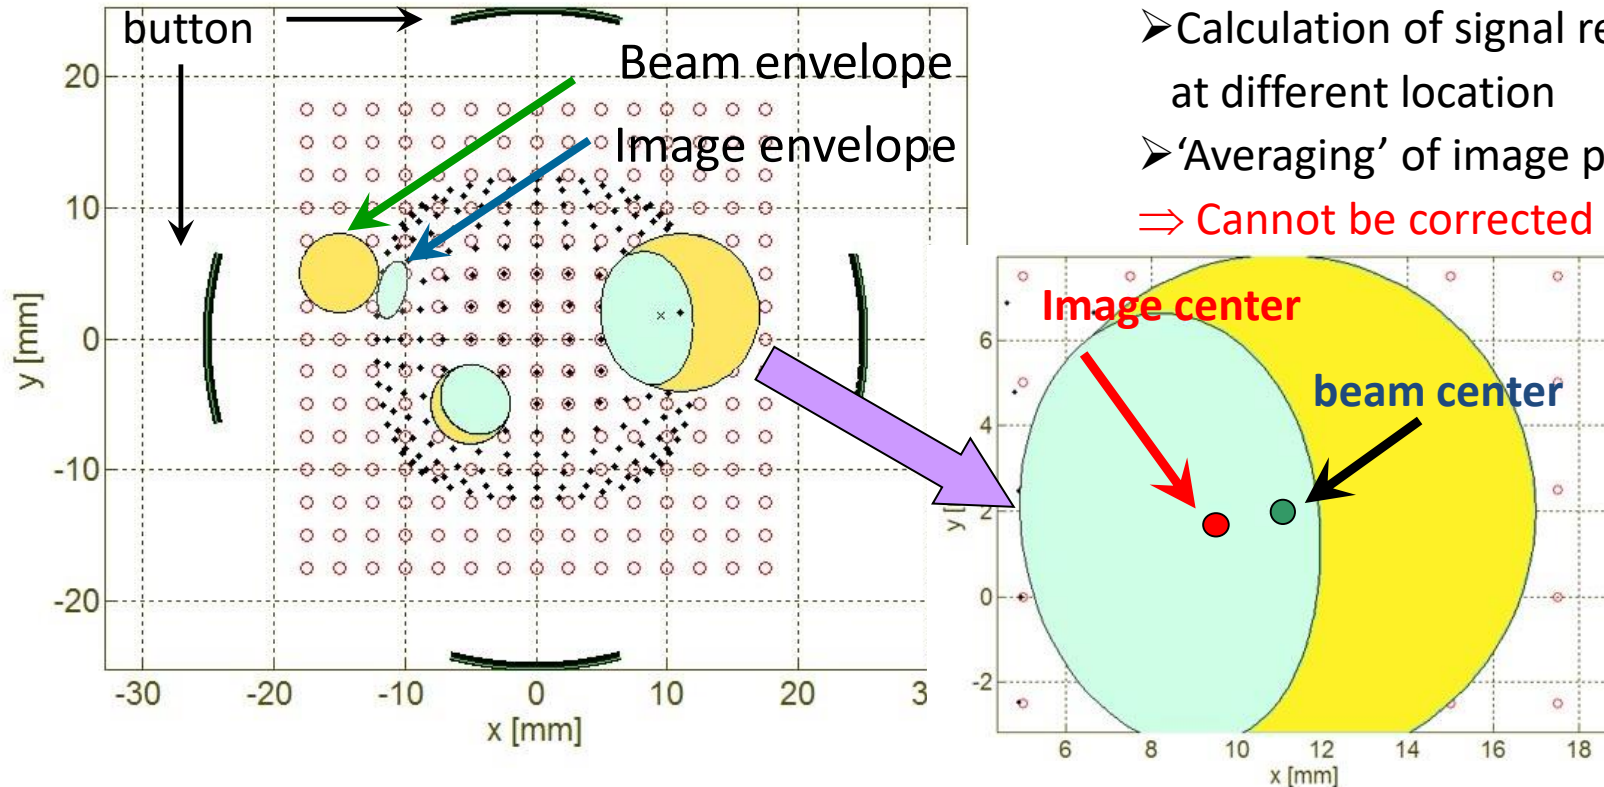 button
Beam envelope
Image envelope
➢Calculation of signal re
at different location
➢‘Averaging’ of image p
⇒ Cannot be corrected
20
10
0
-10
-20
y [mm]
-30 -20 -10 0 10 20 3
x [mm]
Image center
beam center
6
4
2
0
-2
y [
6 8 10 12 14 16 18
x [mm]